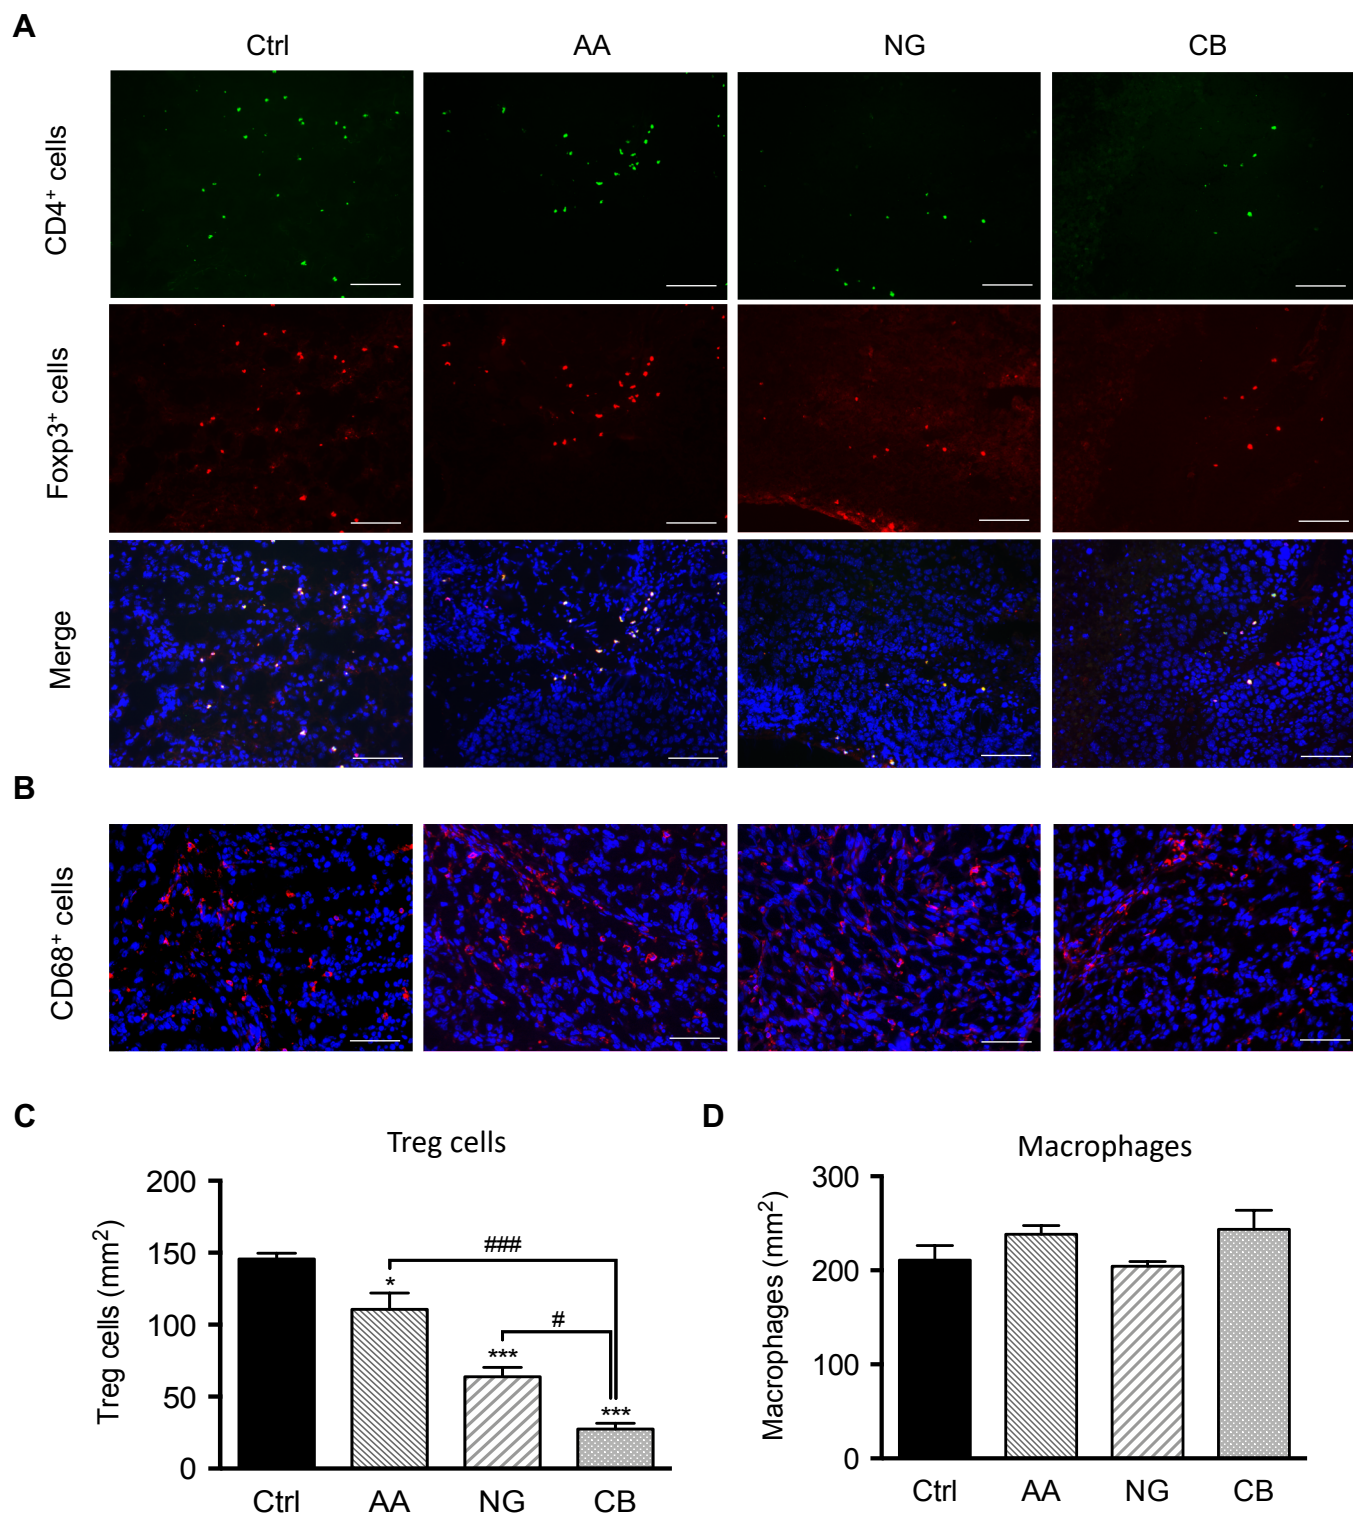 A
Ctrl AA NG CB
CD4+ cells
Foxp3+ cells
Merge
B
CD68+ cells
C
Treg cells
Treg cells (mm2)
200
150
100
50
0
###
*
#
***
***
Ctrl AA NG CB
D
Macrophages
Macrophages (mm2)
300
200
100
0
Ctrl AA NG CB